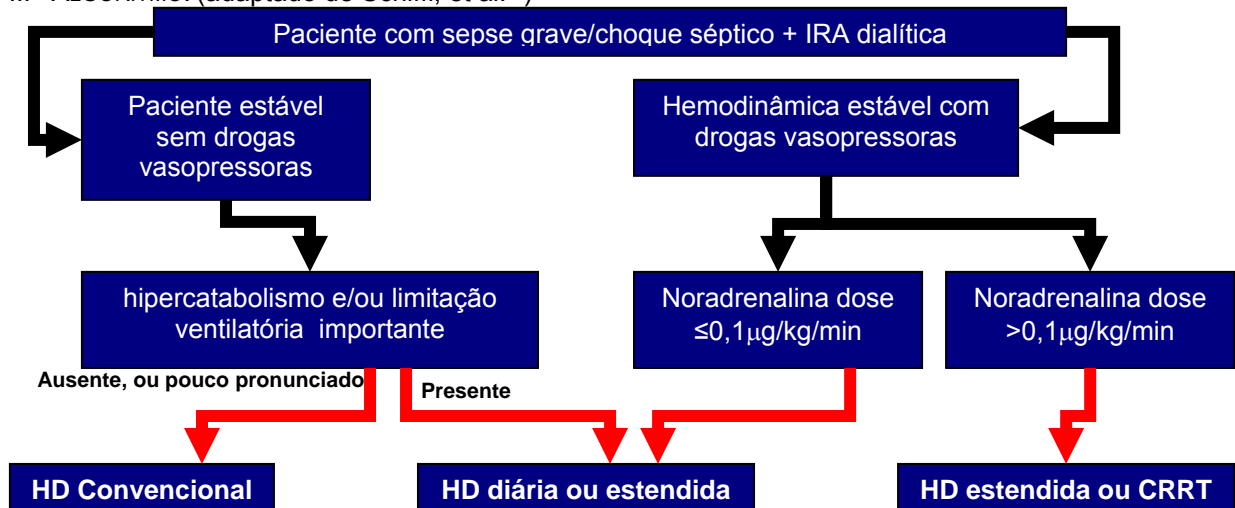 Paciente com sepse grave/choque séptico + IRA dialítica
Paciente estável
sem drogas
vasopressoras
Hemodinâmica estável com
drogas vasopressoras
hipercatabolismo e/ou limitação
ventilatória importante
Noradrenalina dose
≤0,1μg/kg/min
Noradrenalina dose
>0,1μg/kg/min
Ausente, ou pouco pronunciado
Presente
HD Convencional
HD diária ou estendida
HD estendida ou CRRT